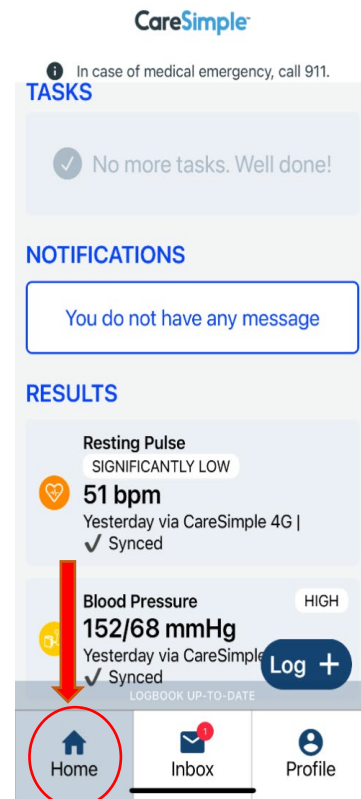 CareSimple
In case of medical emergency, call 911.
TASKS
No more tasks. Well done!
NOTIFICATIONS
You do not have any message
RESULTS
Resting Pulse
SIGNIFICANTLY LOW
51 bpm
Yesterday via CareSimple 4G |
Synced
Blood Pressure
HIGH
152/68 mmHg
Yesterday via CareSimple
Synced
Log +
LOGBOOK UP-TO-DATE
1
Home
Inbox
Profile